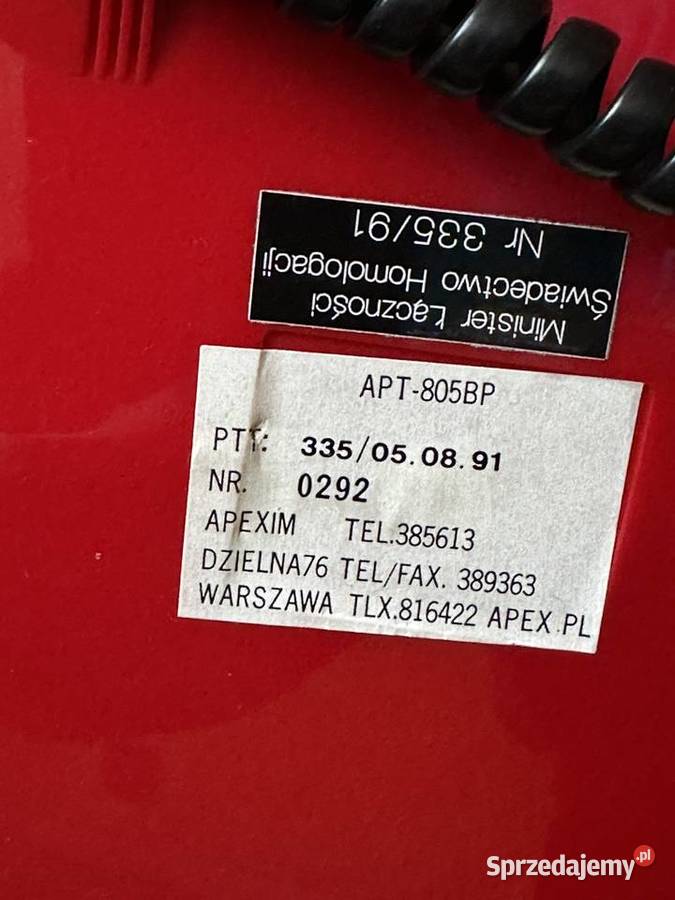 Minister Łączności
Świadectwo Homologacji
Nr 335/91
APT-805BP
PTT: 335/05.08.91
NR. 0292
APEXIM TEL.385613
DZIELNA76 TEL/FAX. 389363
WARSZAWA TLX.816422 APEX.PL
Sprzedajemy.pl